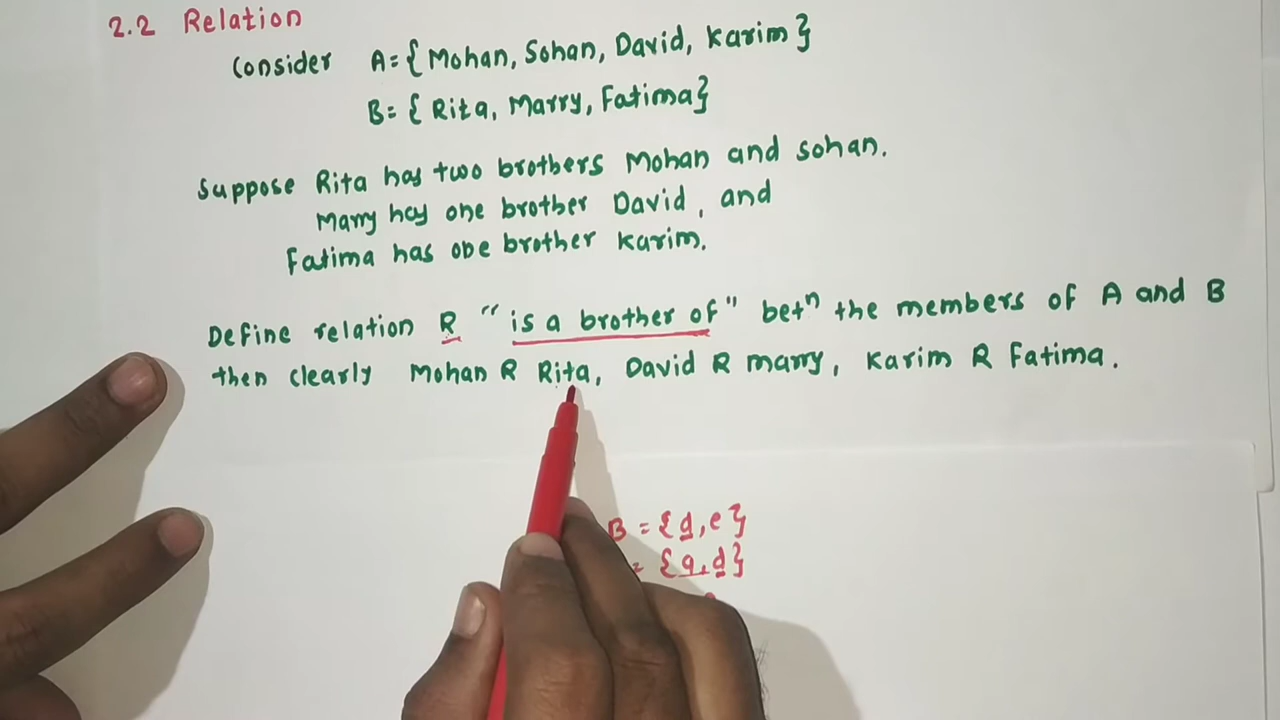 2.2 Relation
Consider A = { Mohan, Sohan, David, Karim }
B = { Rita, Marry, Fatima }
Suppose Rita has two brothers Mohan and Sohan.
Marry has one brother David, and
Fatima has one brother Karim.
Define relation R "is a brother of" betⁿ the members of A and B
then clearly Mohan R Rita, David R marry, Karim R Fatima.
B = {d, e}
= {a, d}